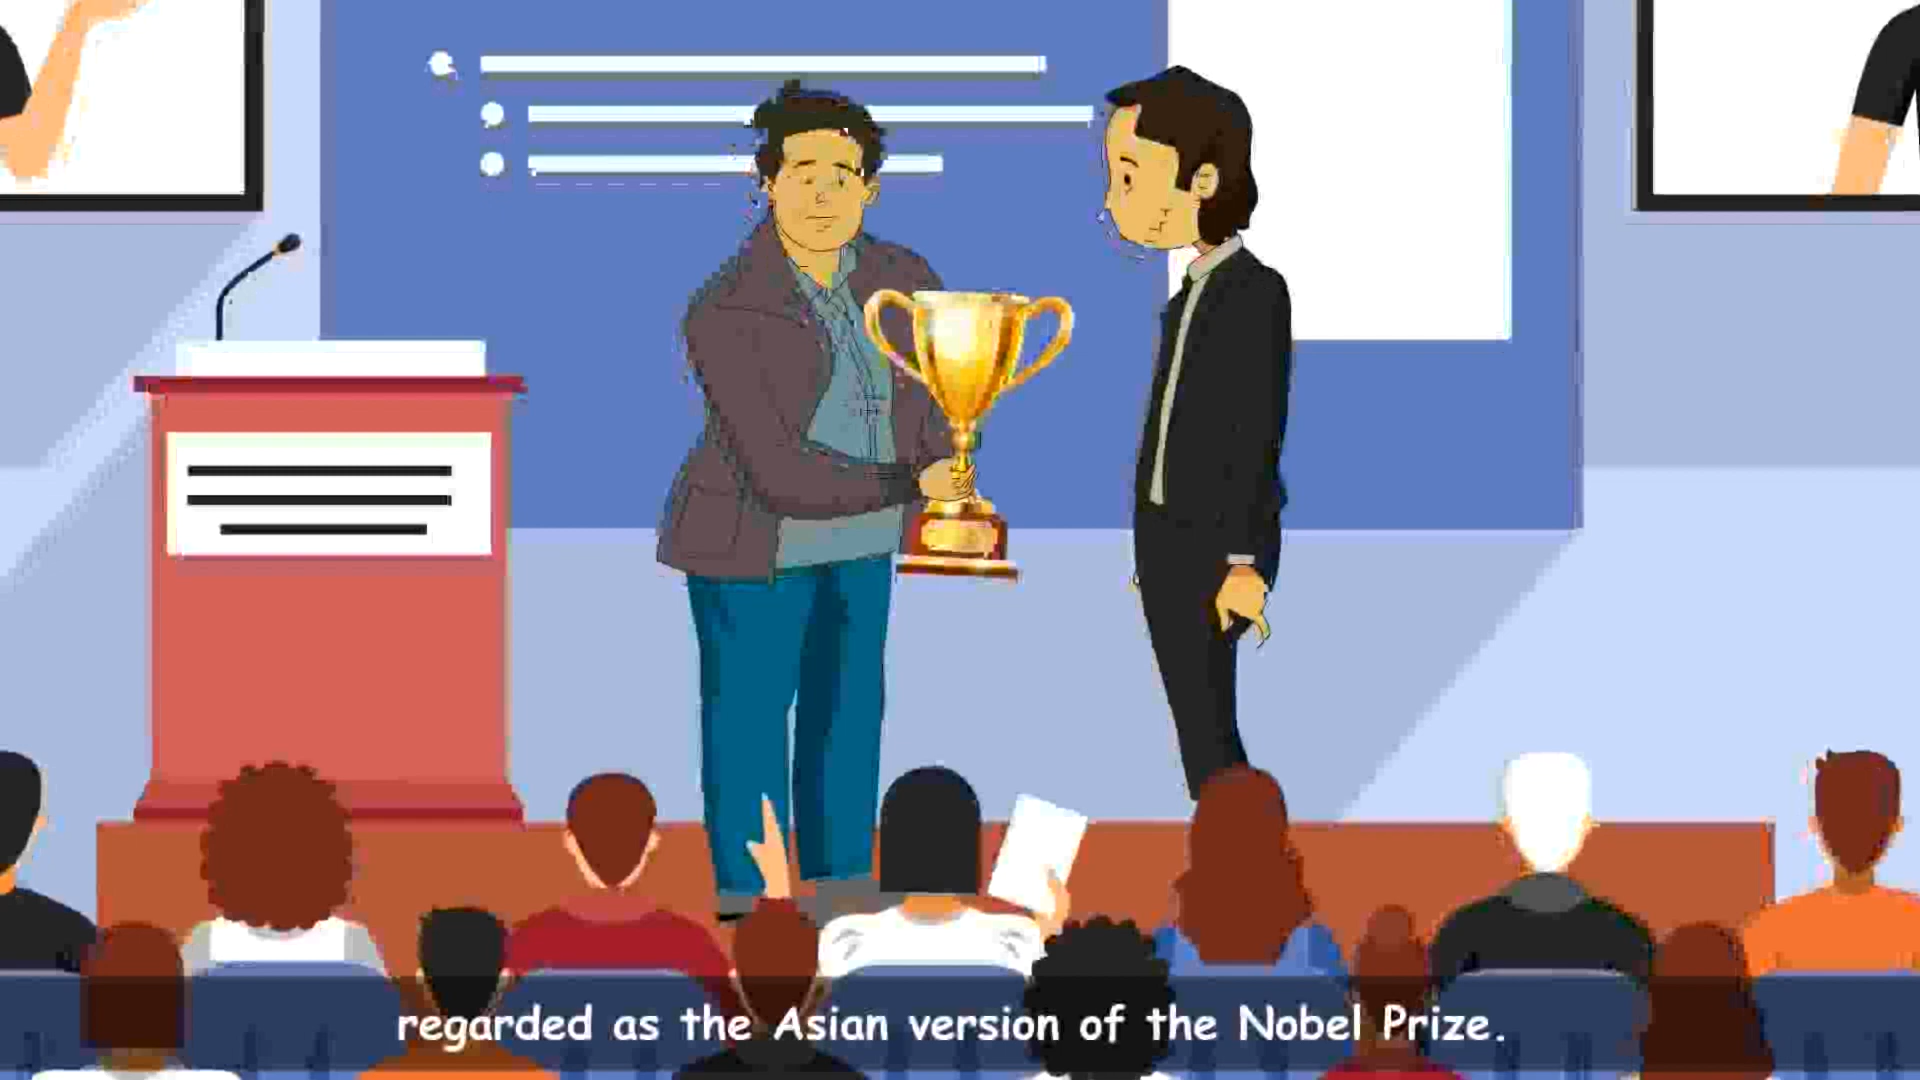 regarded as the Asian version of the Nobel Prize.